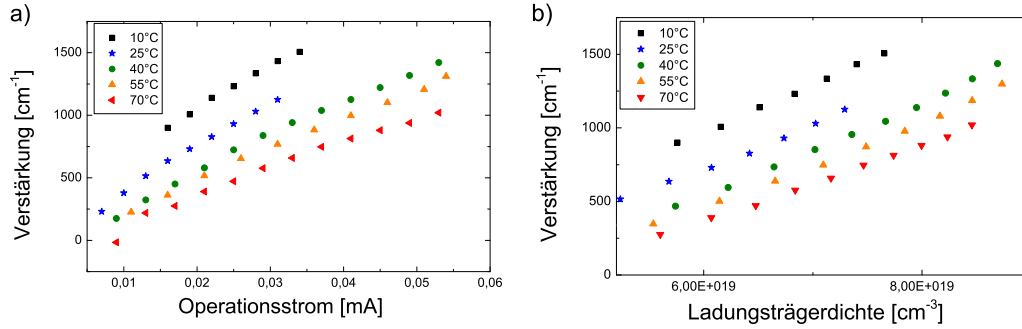 a)
10°C
25°C
40°C
55°C
70°C
1500
1000
500
0
Verstärkung [cm-1]
0,01 0,02 0,03 0,04 0,05 0,06
Operationsstrom [mA]
b)
10°C
25°C
40°C
55°C
70°C
1500
1000
500
0
Verstärkung [cm-1]
6,00E+019 8,00E+019
Ladungsträgerdichte [cm-3]